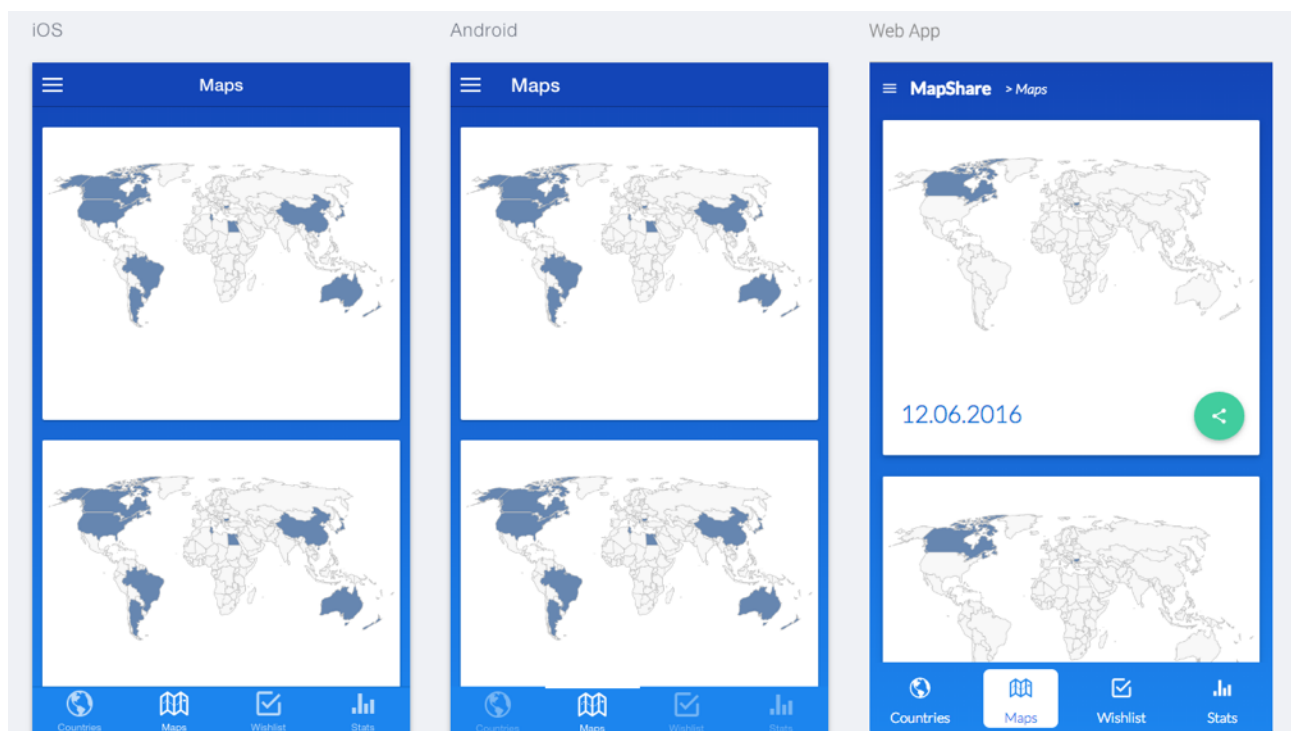 iOS
Maps
Countries
Maps
Wishlist
Stats
Android
Maps
Countries
Maps
Wishlist
Stats
Web App
MapShare > Maps
12.06.2016
Countries
Maps
Wishlist
Stats